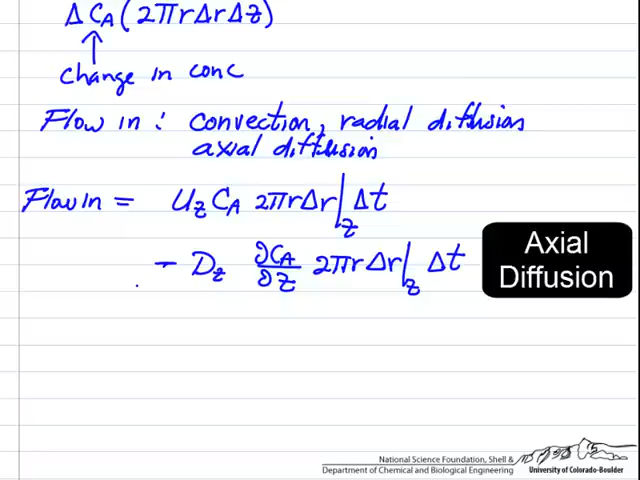 Δ C_A (2πrΔrΔz)
↑
change in conc
Flow in : convection, radial diffusion
axial diffusion
Flow in = U_z C_A 2πrΔr|_z Δt
- D_z ∂C_A/∂z 2πrΔr|_z Δt
Axial
Diffusion
National Science Foundation, Shell &
Department of Chemical and Biological Engineering
University of Colorado-Boulder